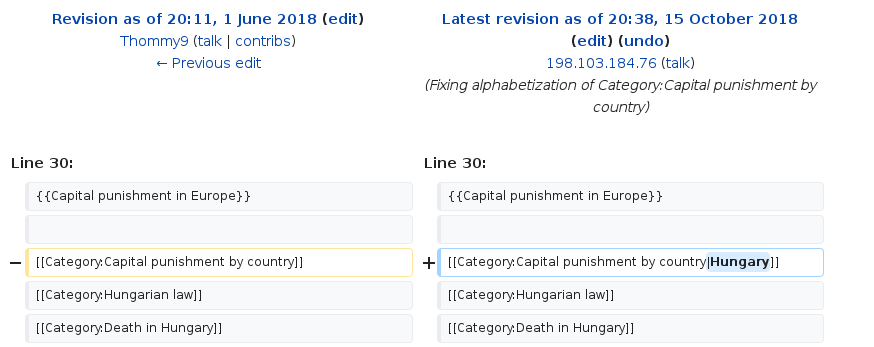 Revision as of 20:11, 1 June 2018 (edit)
Thommy9 (talk | contribs)
← Previous edit
Latest revision as of 20:38, 15 October 2018
(edit) (undo)
198.103.184.76 (talk)
(Fixing alphabetization of Category:Capital punishment by
country)
Line 30:
Line 30:
{{Capital punishment in Europe}}
{{Capital punishment in Europe}}
− [[Category:Capital punishment by country]]
+ [[Category:Capital punishment by country|Hungary]]
[[Category:Hungarian law]]
[[Category:Hungarian law]]
[[Category:Death in Hungary]]
[[Category:Death in Hungary]]